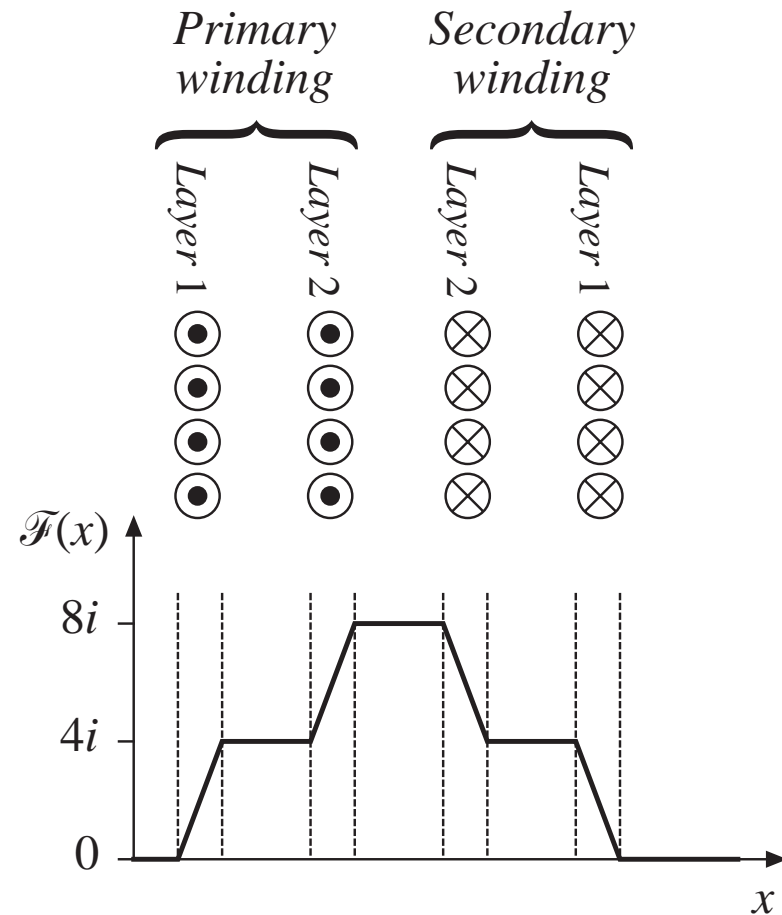 Primary
winding
Secondary
winding
Layer 1
Layer 2
Layer 2
Layer 1
ℱ(x)
8i
4i
0
x